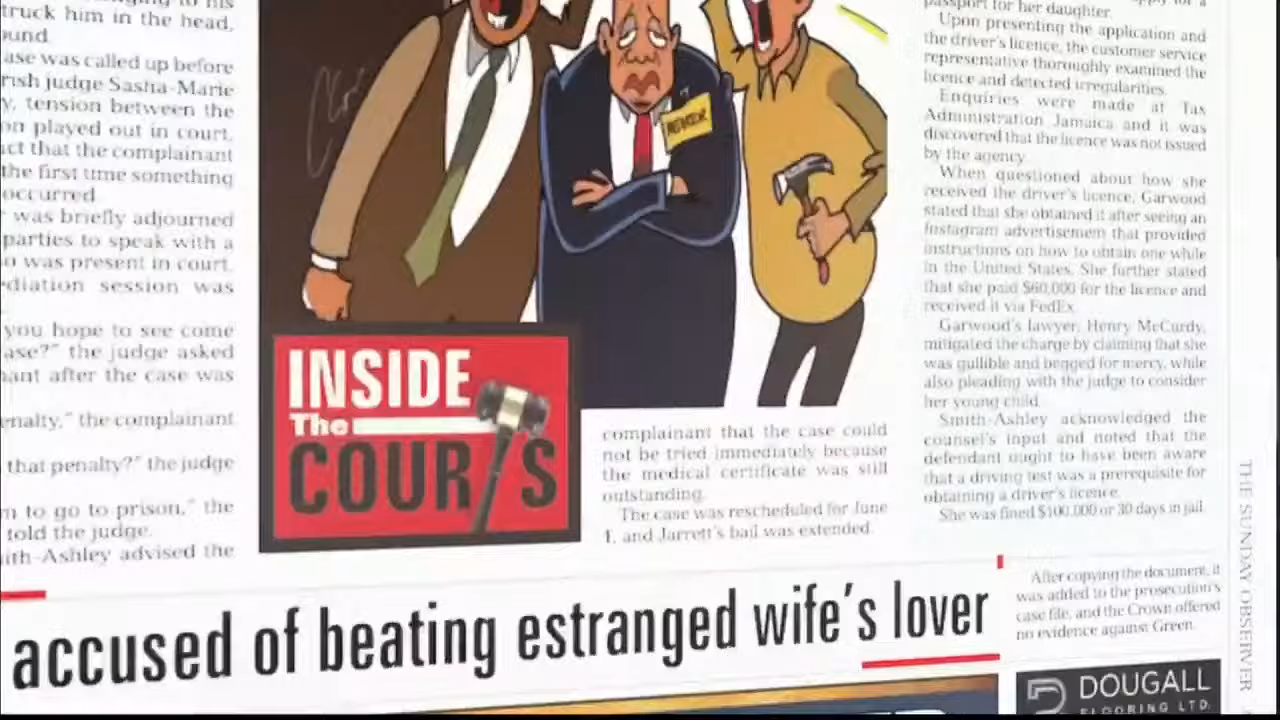 truck him in the head,
ase was called up before
rish judge Sasha-Marie
y, tension between the
on played out in court.
act that the complainant
the first time something
occurred.
was briefly adjourned
parties to speak with a
o was present in court.
diation session was
you hope to see come
ase?" the judge asked
ant after the case was
enalty," the complainant
that penalty?" the judge
n to go to prison," the
told the judge.
ith-Ashley advised the
INSIDE
The
COURTS
complainant that the case could
not be tried immediately because
the medical certificate was still
outstanding.
The case was rescheduled for June
1, and Jarrett's bail was extended.
passport for her daughter.
Upon presenting the application and
the driver's licence, the customer service
representative thoroughly examined the
licence and detected irregularities.
Enquiries were made at Tax
Administration Jamaica and it was
discovered that the licence was not issued
by the agency.
When questioned about how she
received the driver's licence, Garwood
stated that she obtained it after seeing an
Instagram advertisement that provided
instructions on how to obtain one while
in the United States. She further stated
that she paid $60,000 for the licence and
received it via FedEx.
Garwood's lawyer, Henry McCurdy,
mitigated the charge by claiming that she
was gullible and begged for mercy, while
also pleading with the judge to consider
her young child.
Smith-Ashley acknowledged the
counsel's input and noted that the
defendant ought to have been aware
that a driving test was a prerequisite for
obtaining a driver's licence.
She was fined $100,000 or 30 days in jail.
accused of beating estranged wife's lover
After copying the document, it
was added to the prosecution's
case file, and the Crown offered
no evidence against Green.
DOUGALL
FLOORING LTD.
THE SUNDAY OBSERVER